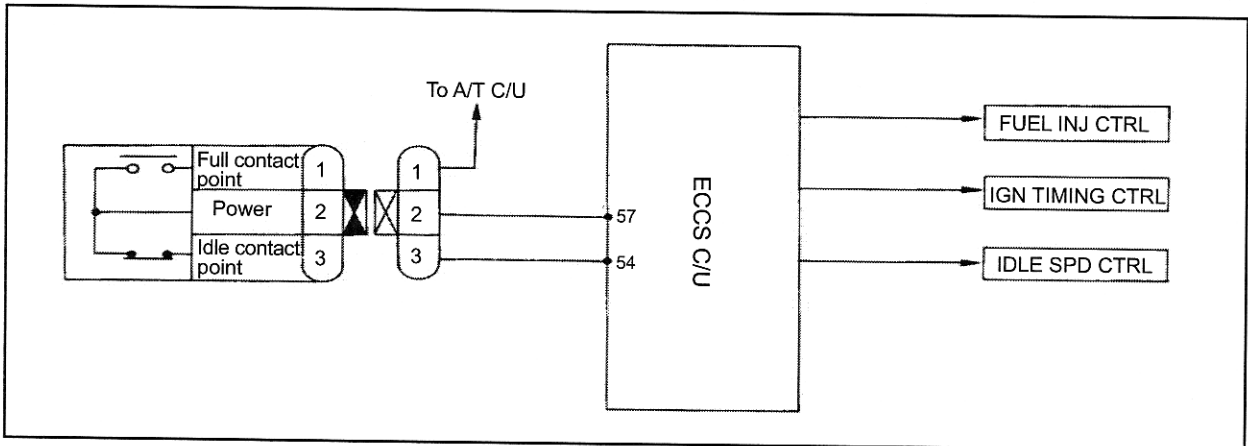 To A/T C/U
Full contact
point
1
Power
2
Idle contact
point
3
1
2
3
57
54
ECCS C/U
FUEL INJ CTRL
IGN TIMING CTRL
IDLE SPD CTRL